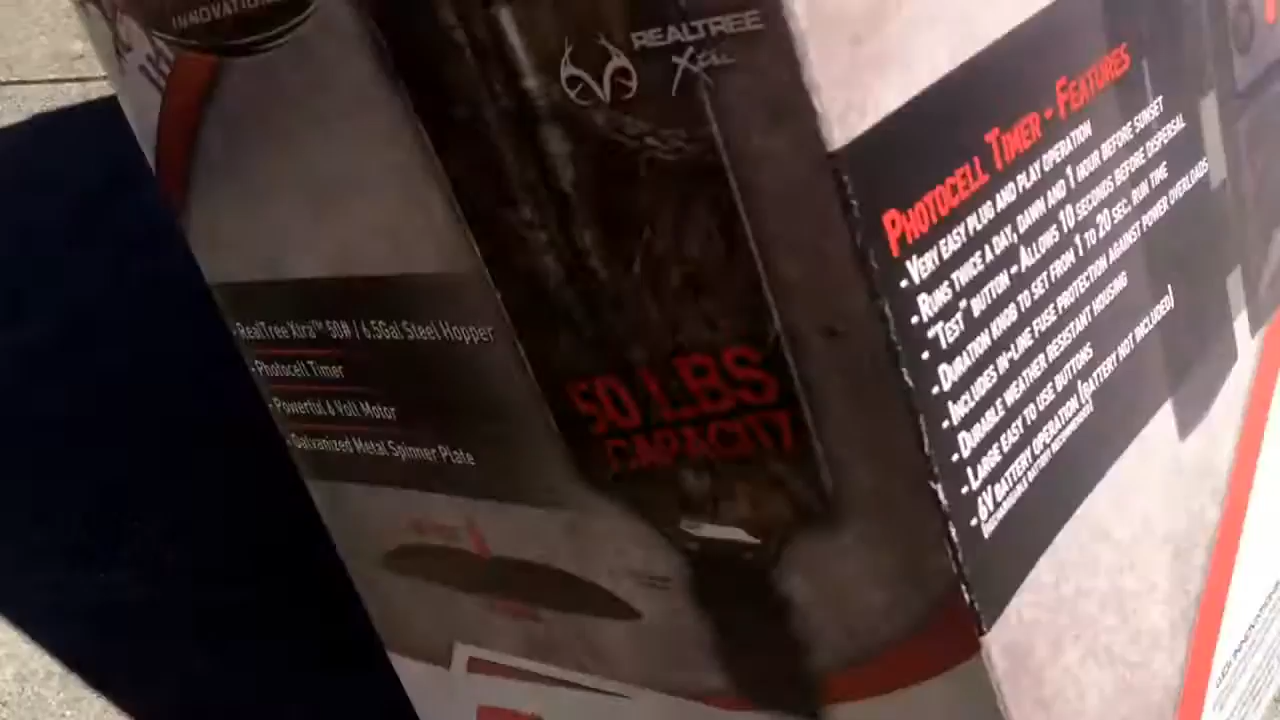 INNOVATIO
REALTREE
Xtra
-RealTree Xtra™ 50# / 6.5Gal Steel Hopper
-Photocell Timer
-Powerful 6 Volt Motor
-Galvanized Metal Spinner Plate
50 LBS
CAPACITY
PHOTOCELL TIMER - FEATURES
-VERY EASY PLUG AND PLAY OPERATION
-RUNS TWICE A DAY, DAWN AND 1 HOUR BEFORE SUNSET
-"TEST" BUTTON - ALLOWS 10 SECONDS BEFORE DISPERSAL
-DURATION KNOB TO SET FROM 1 TO 20 SEC. RUN TIME
-INCLUDES IN-LINE FUSE PROTECTION AGAINST POWER OVERLOADS
-DURABLE WEATHER RESISTANT HOUSING
-LARGE EASY TO USE BUTTONS
-6V BATTERY OPERATION (BATTERY NOT INCLUDED)
(RECHARGEABLE BATTERY RECOMMENDED)